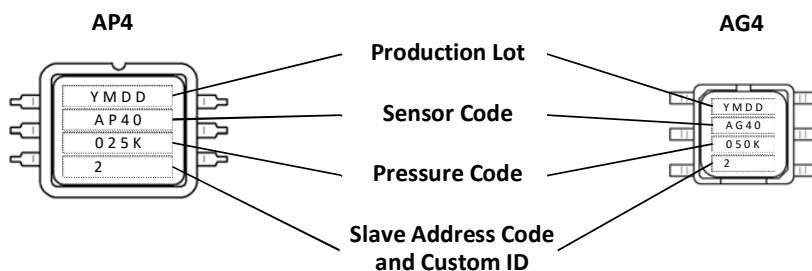 AP4
AG4
Production Lot
Sensor Code
Pressure Code
Slave Address Code
and Custom ID
YMDD
AP40
025K
2
YMDD
AG40
050K
2